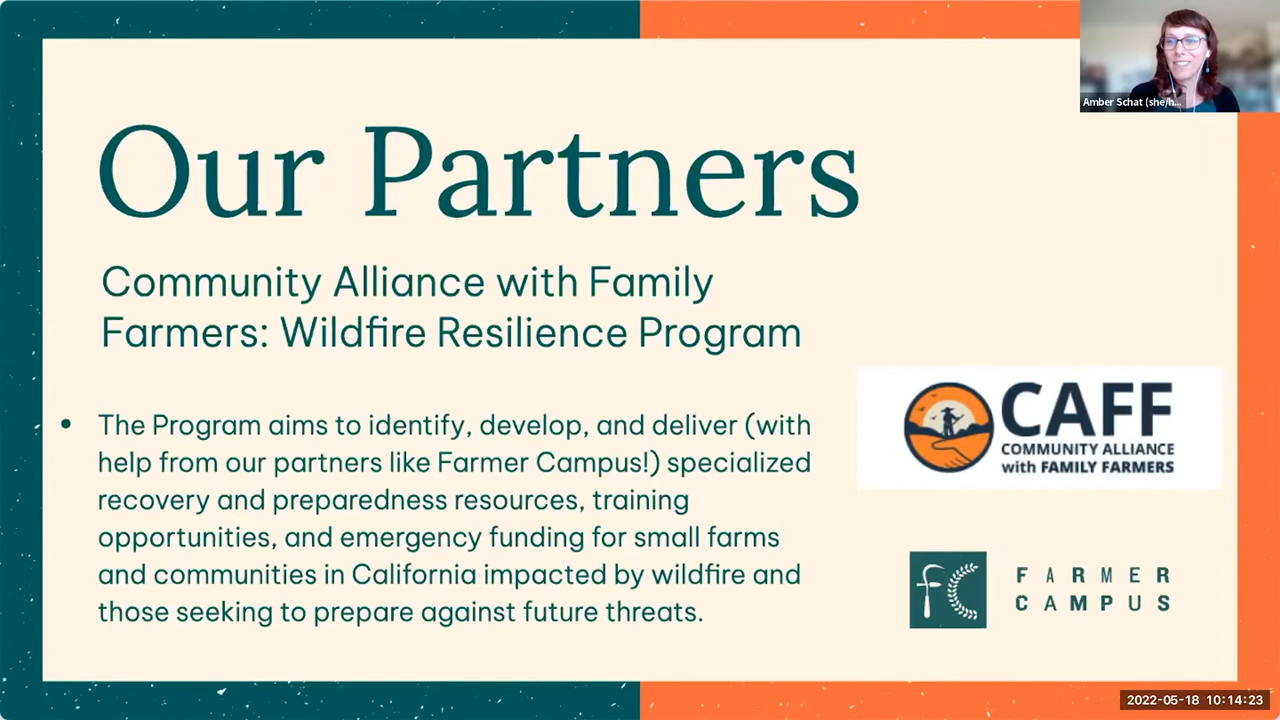 Amber Schat (she/h...
Our Partners
Community Alliance with Family
Farmers: Wildfire Resilience Program
• The Program aims to identify, develop, and deliver (with
help from our partners like Farmer Campus!) specialized
recovery and preparedness resources, training
opportunities, and emergency funding for small farms
and communities in California impacted by wildfire and
those seeking to prepare against future threats.
CAFF
COMMUNITY ALLIANCE
with FAMILY FARMERS
fC
FARMER
CAMPUS
2022-05-18 10:14:23